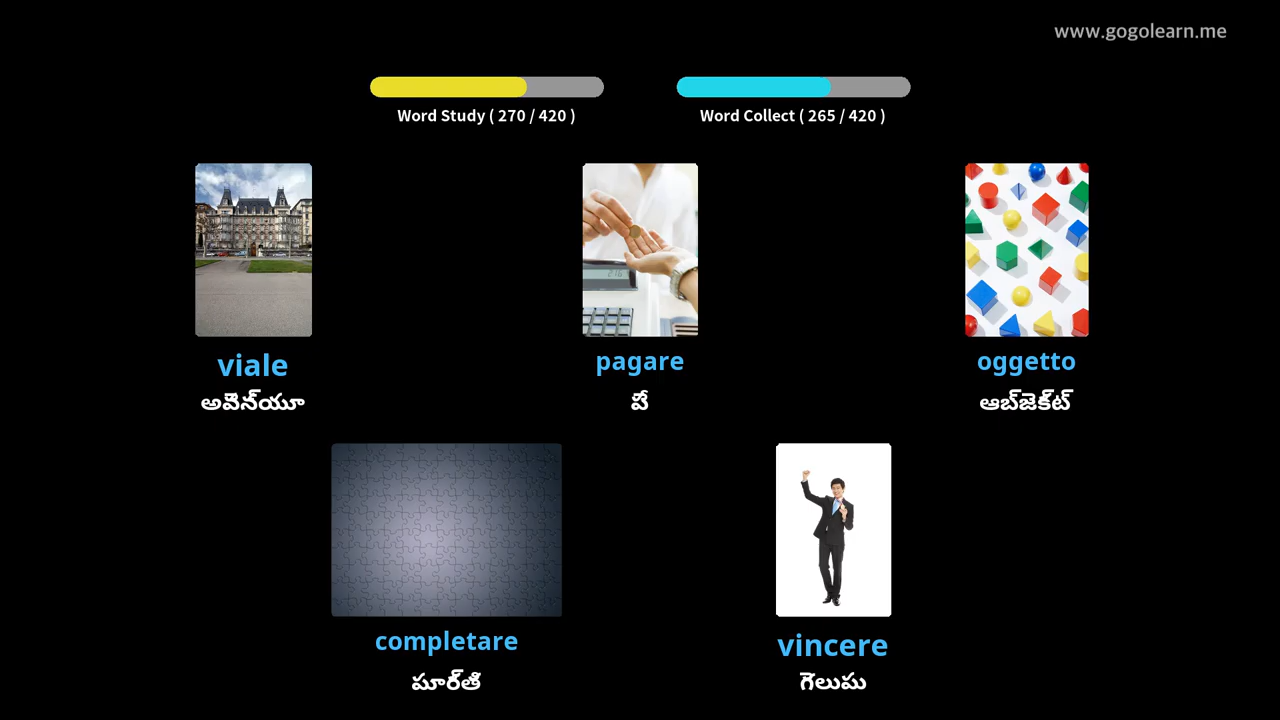 www.gogolearn.me
Word Study ( 270 / 420 )
Word Collect ( 265 / 420 )
viale
అవెన్‌యూ
pagare
పే
oggetto
ఆబ్‌జెక్‌ట్
completare
పూర్‌తి
vincere
గెలుపు